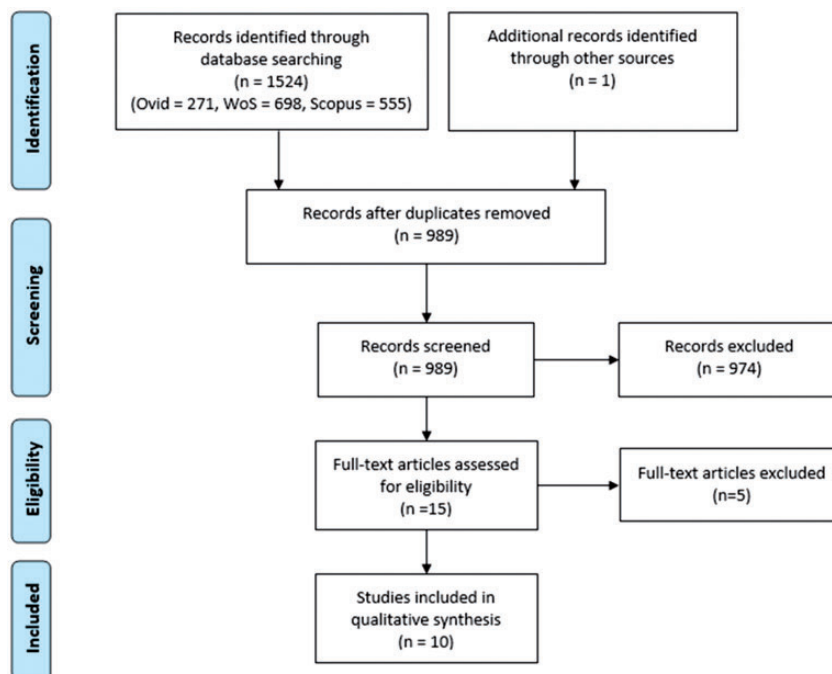 Identification
Records identified through
database searching
(n = 1524)
(Ovid = 271, WoS = 698, Scopus = 555)
Additional records identified
through other sources
(n = 1)
Records after duplicates removed
(n = 989)
Screening
Records screened
(n = 989)
Records excluded
(n = 974)
Eligibility
Full-text articles assessed
for eligibility
(n =15)
Full-text articles excluded
(n=5)
Included
Studies included in
qualitative synthesis
(n = 10)